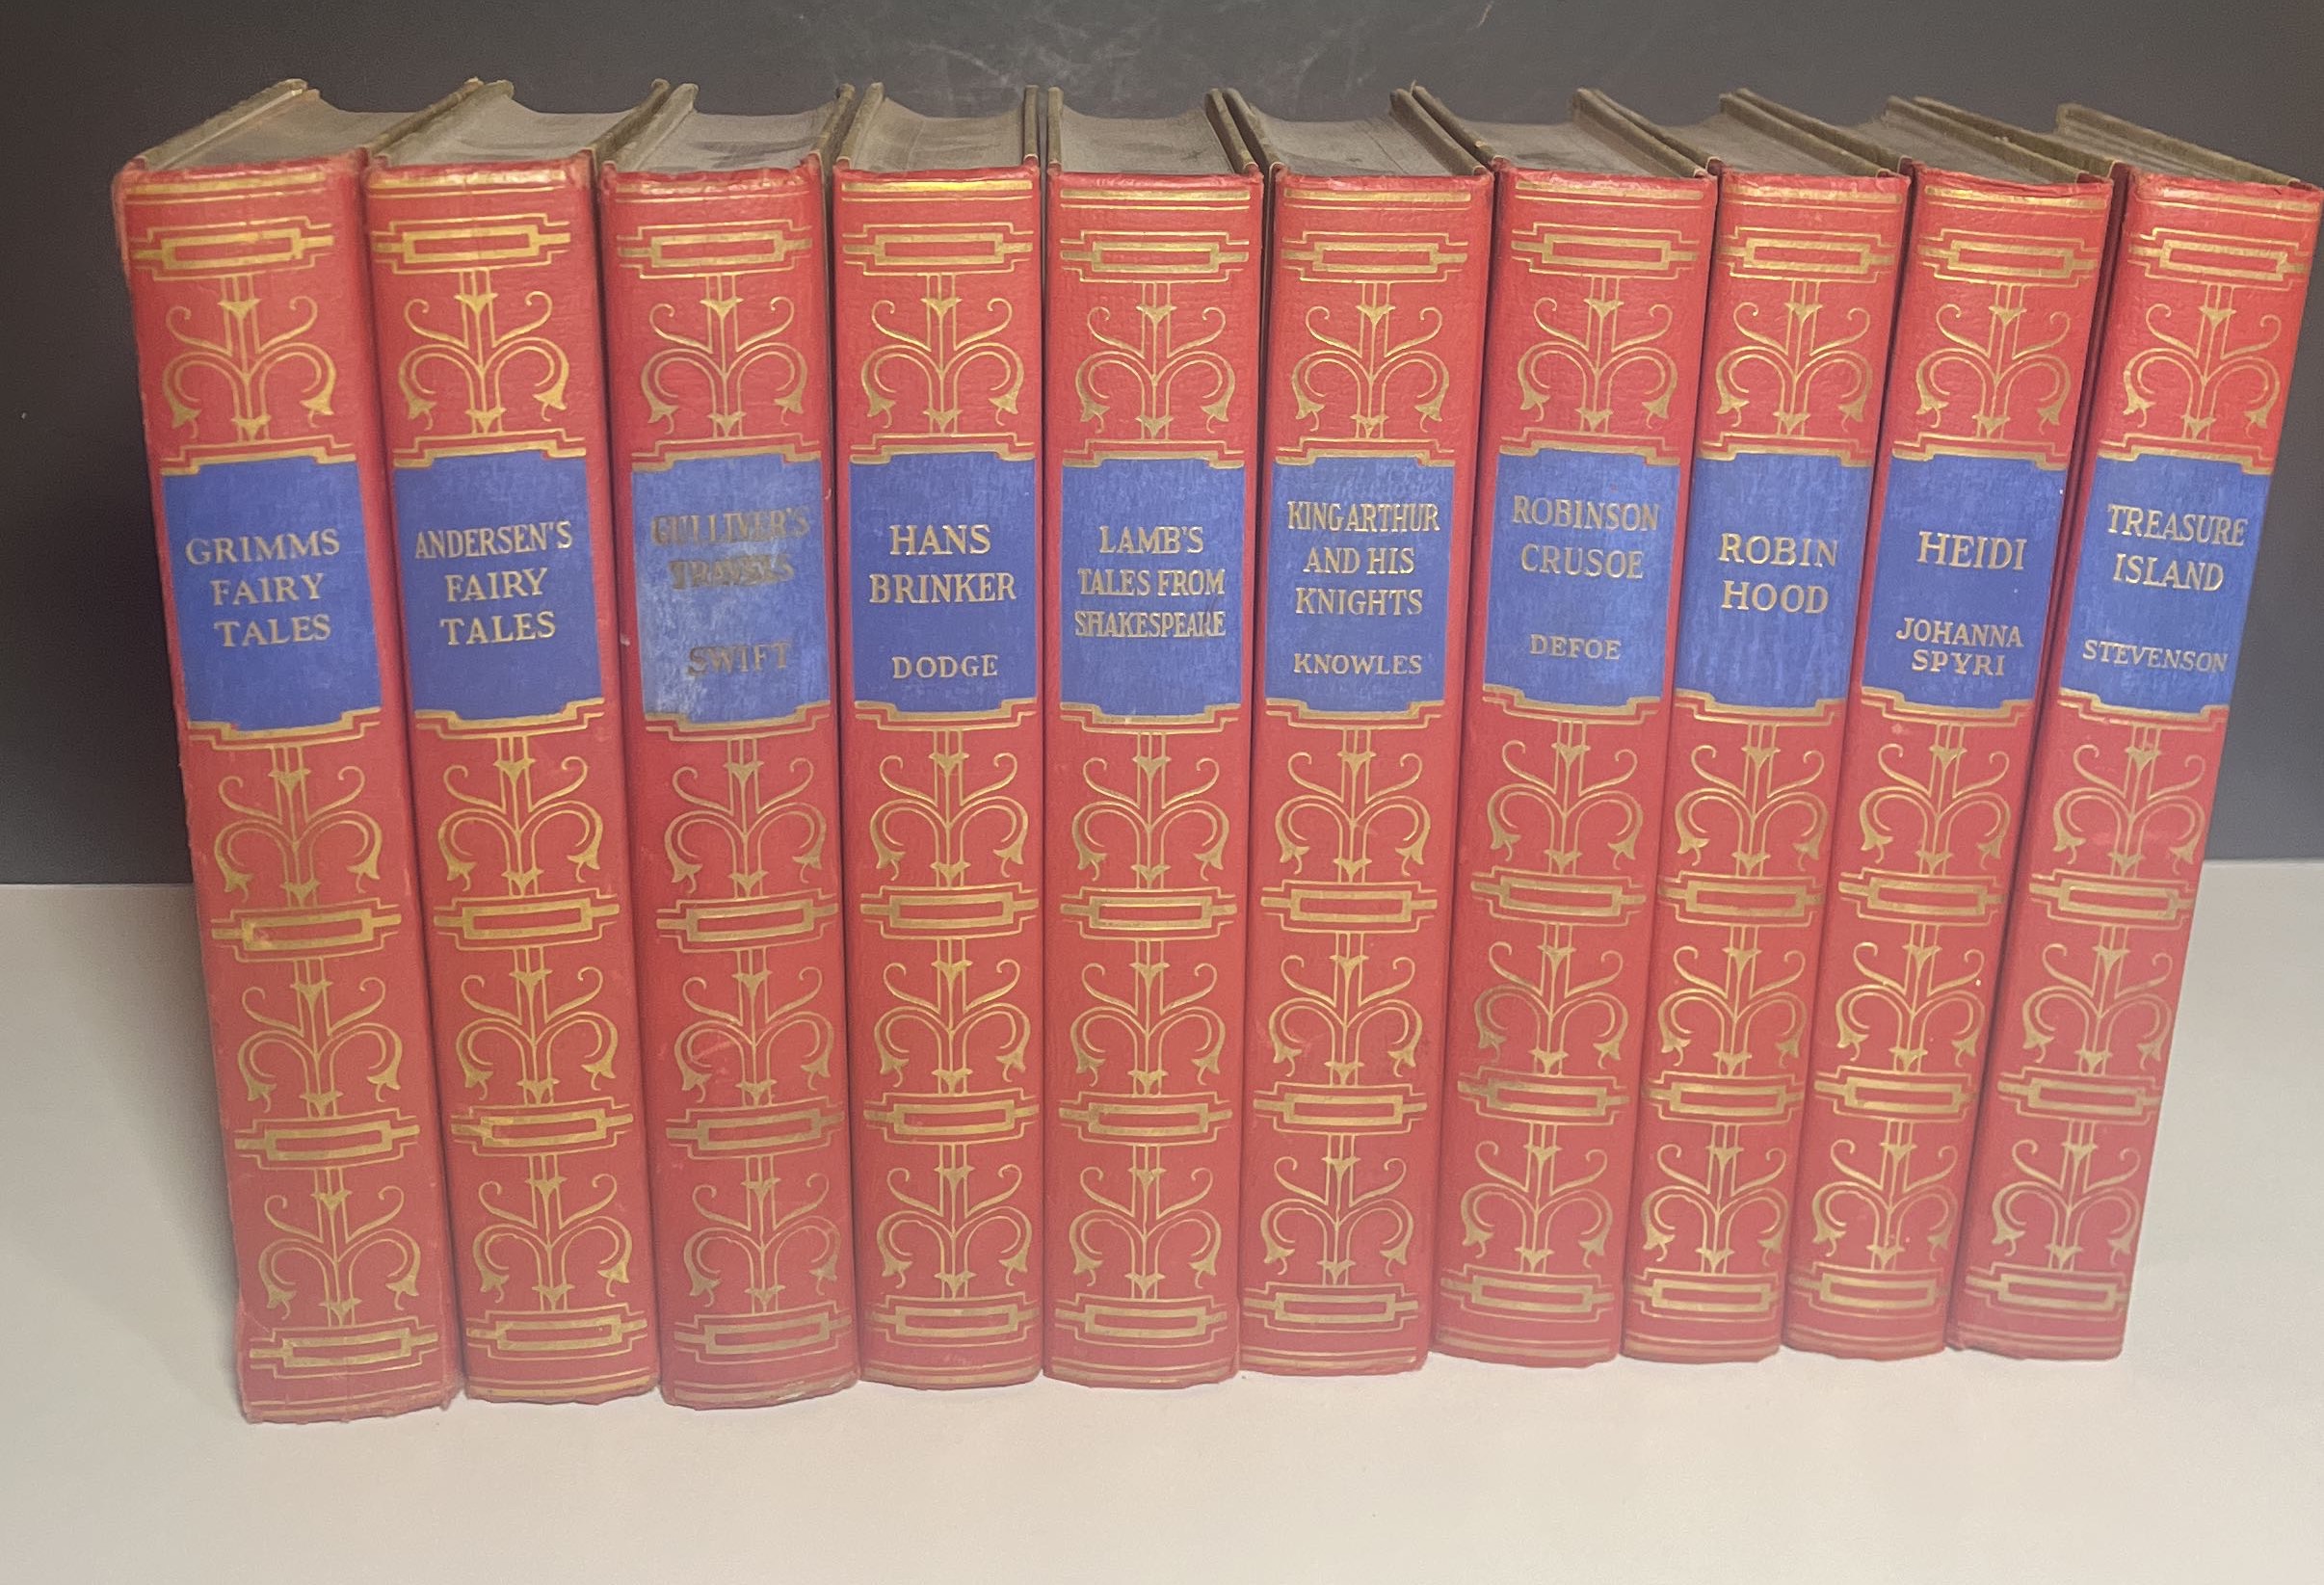 GRIMMS
FAIRY
TALES
ANDERSEN'S
FAIRY
TALES
GULLIVER'S
TRAVELS
SWIFT
HANS
BRINKER
DODGE
LAMB'S
TALES FROM
SHAKESPEARE
KING ARTHUR
AND HIS
KNIGHTS
KNOWLES
ROBINSON
CRUSOE
DEFOE
ROBIN
HOOD
HEIDI
JOHANNA
SPYRI
TREASURE
ISLAND
STEVENSON